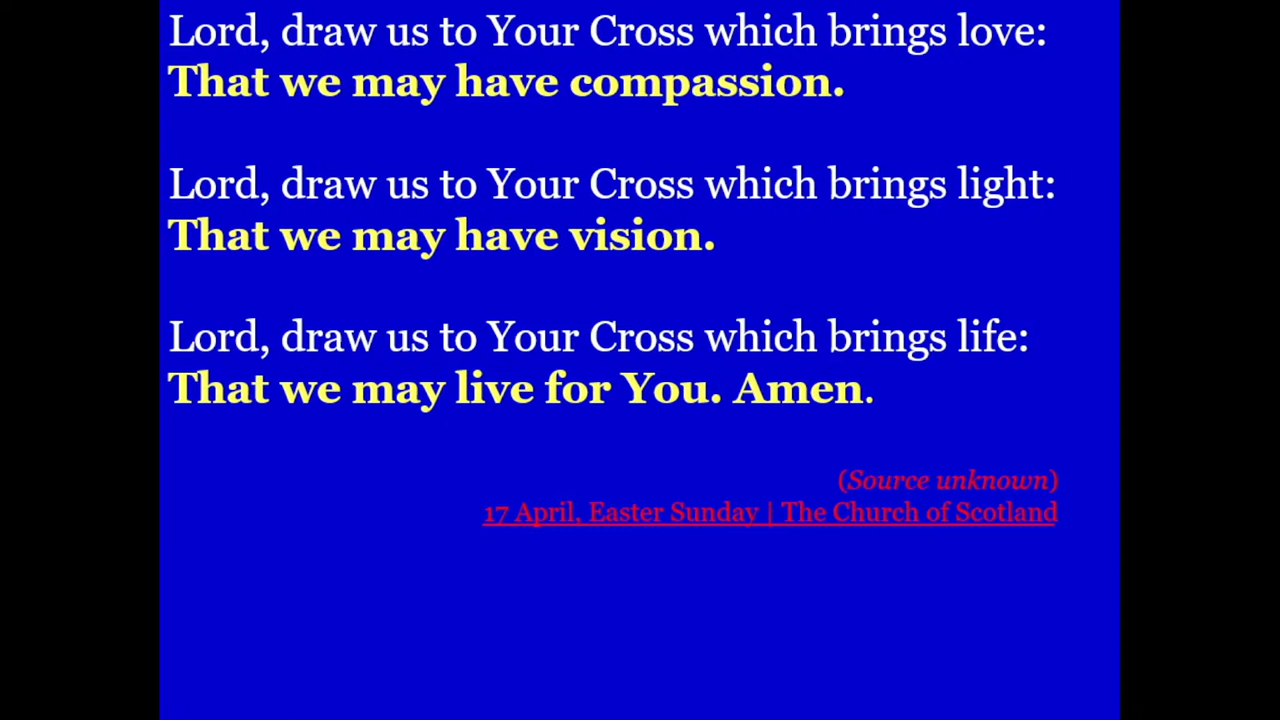 Lord, draw us to Your Cross which brings love:
That we may have compassion.
Lord, draw us to Your Cross which brings light:
That we may have vision.
Lord, draw us to Your Cross which brings life:
That we may live for You. Amen.
(Source unknown)
17 April, Easter Sunday | The Church of Scotland